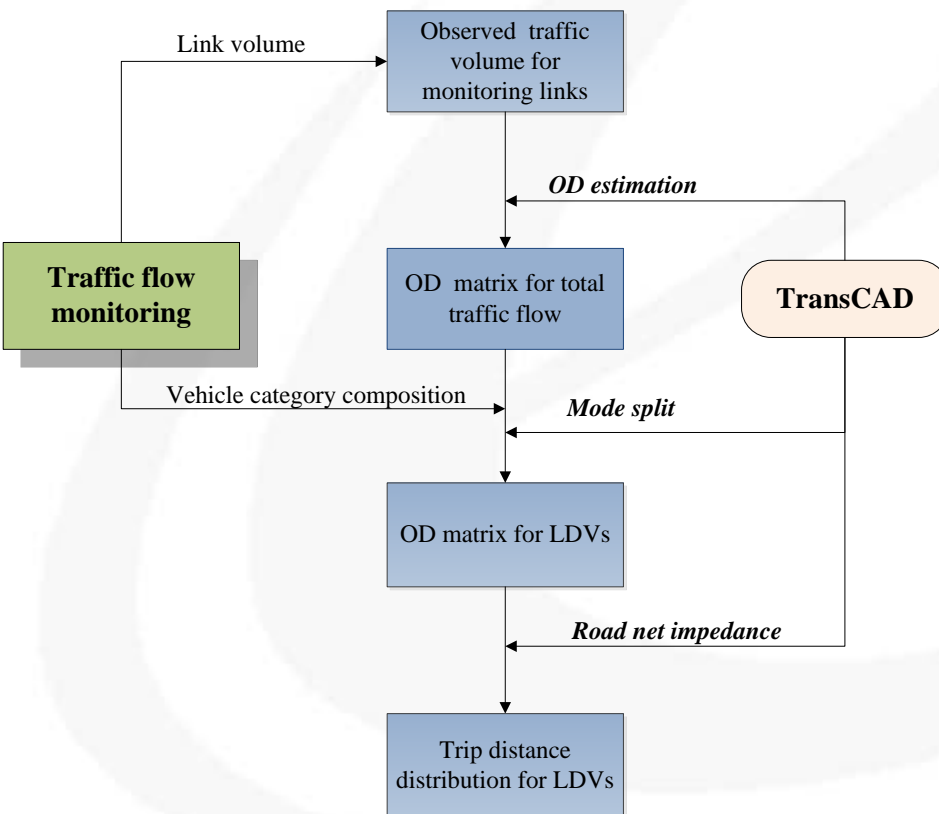 Link volume
Observed traffic
volume for
monitoring links
OD estimation
Traffic flow
monitoring
OD matrix for total
traffic flow
TransCAD
Vehicle category composition
Mode split
OD matrix for LDVs
Road net impedance
Trip distance
distribution for LDVs